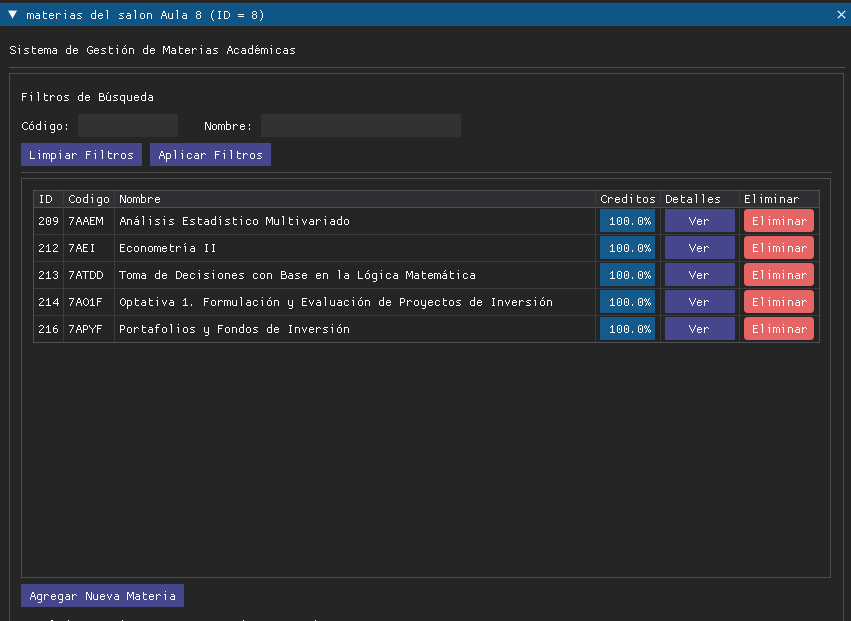 materias del salon Aula 8 (ID = 8)
Sistema de Gestión de Materias Académicas
Filtros de Búsqueda
Código: Nombre:
Limpiar Filtros Aplicar Filtros
ID Codigo Nombre Creditos Detalles Eliminar
209 7AAEM Análisis Estadístico Multivariado 100.0% Ver Eliminar
212 7AEI Econometría II 100.0% Ver Eliminar
213 7ATDD Toma de Decisiones con Base en la Lógica Matemática 100.0% Ver Eliminar
214 7AO1F Optativa 1. Formulación y Evaluación de Proyectos de Inversión 100.0% Ver Eliminar
216 7APYF Portafolios y Fondos de Inversión 100.0% Ver Eliminar
Agregar Nueva Materia